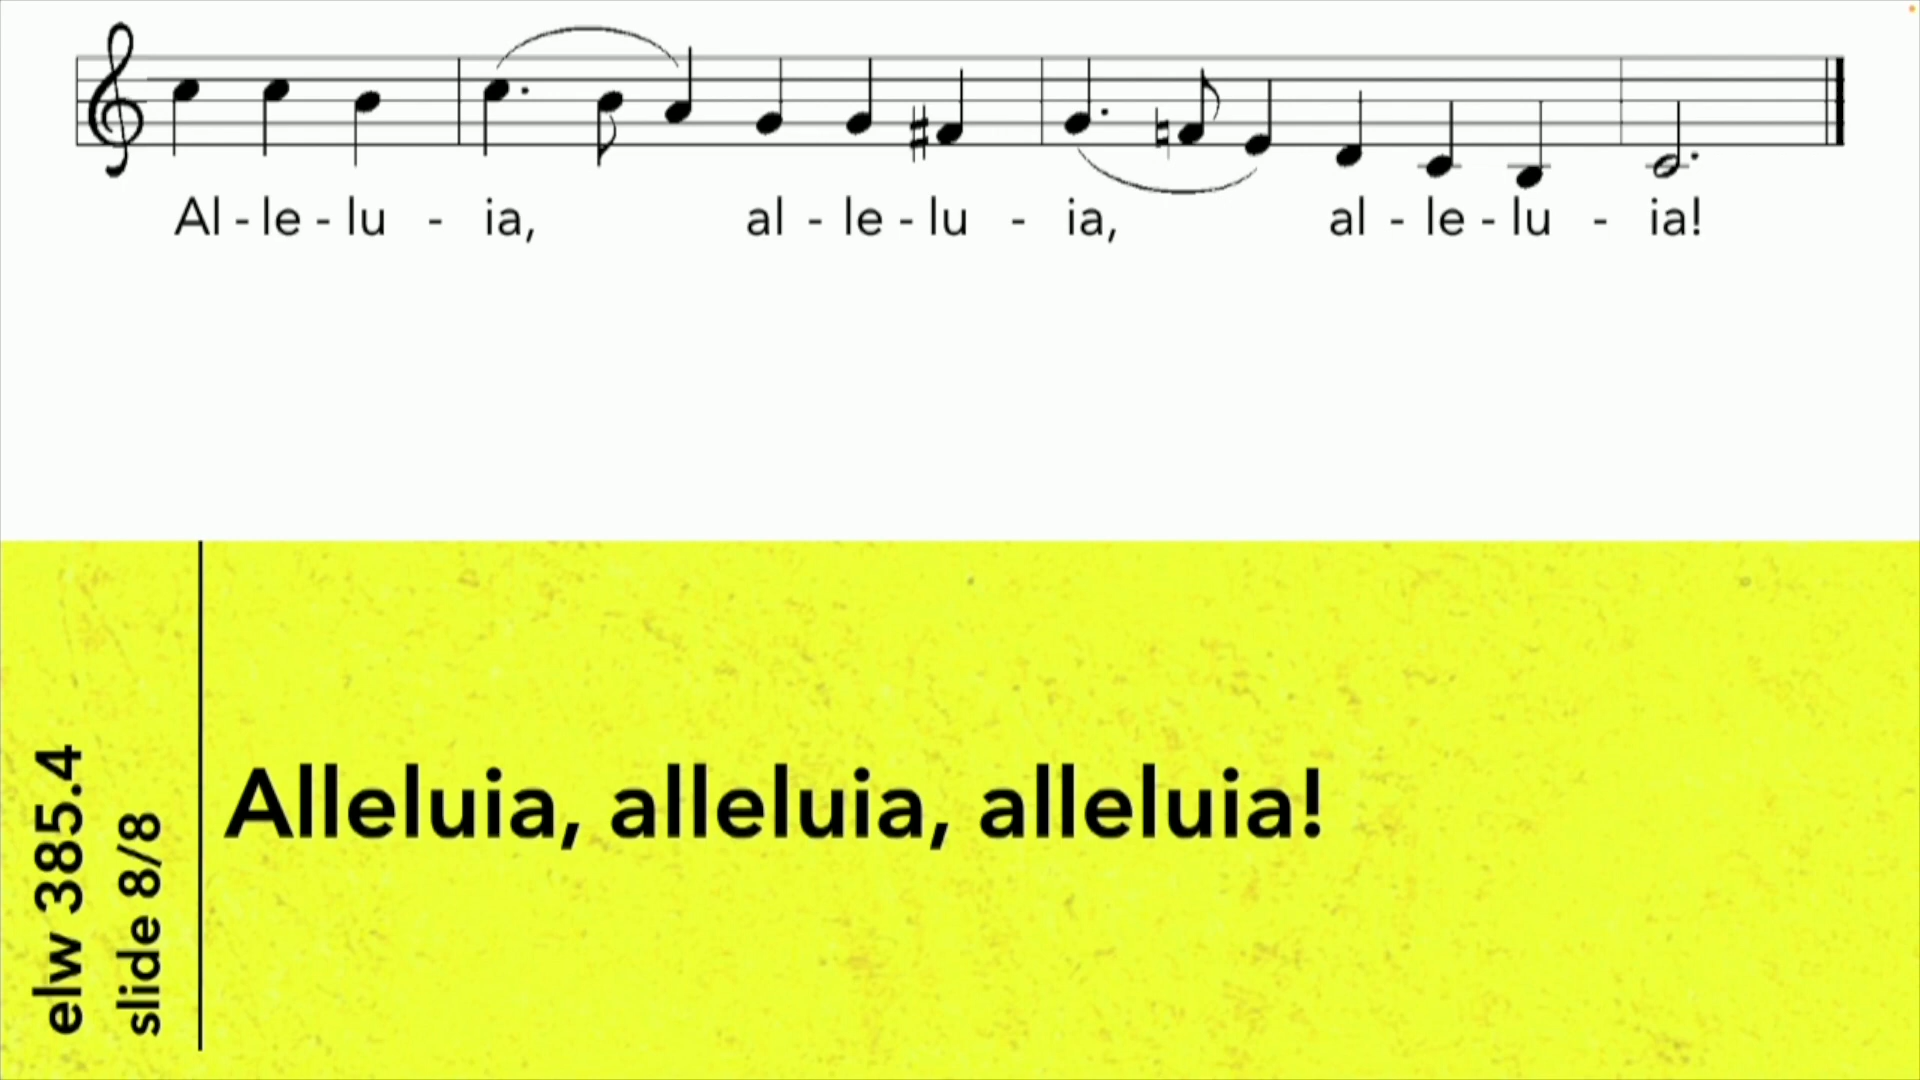 Al - le - lu - ia, al - le - lu - ia, al - le - lu - ia!
elw 385.4
slide 8/8
Alleluia, alleluia, alleluia!